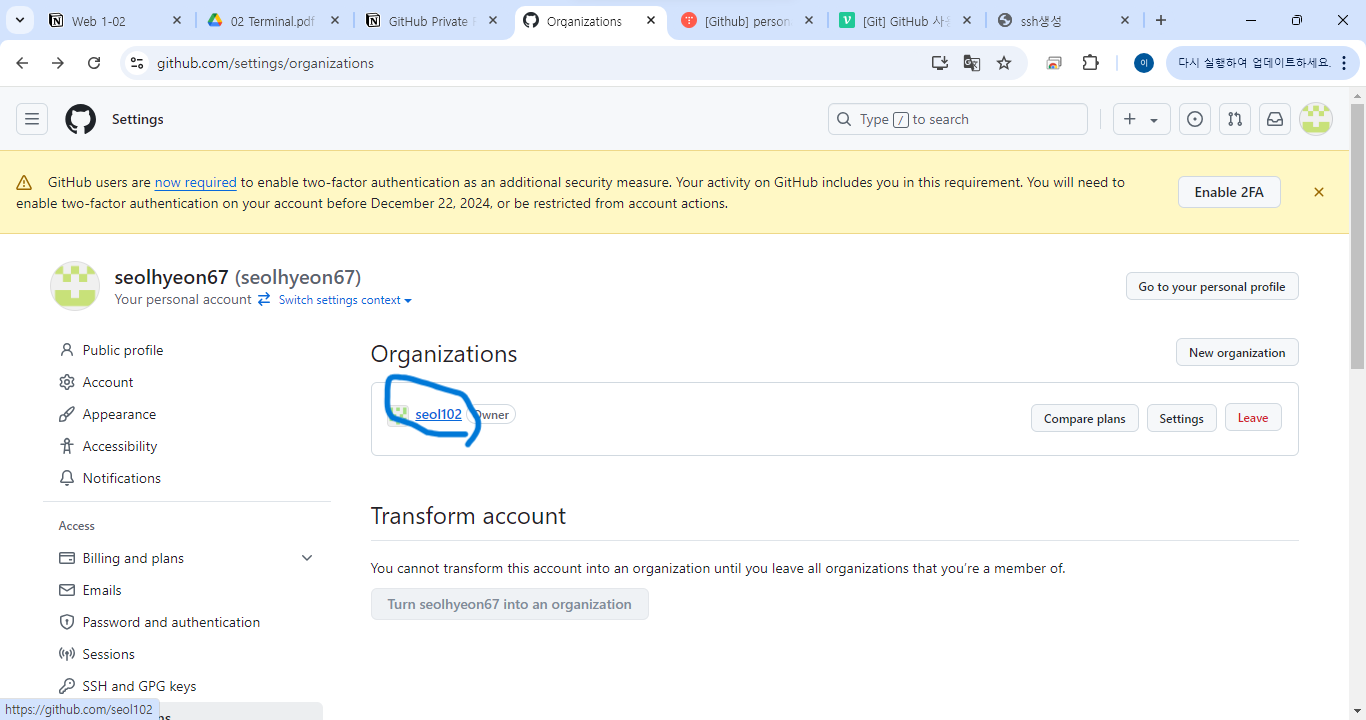 Web 1-02
02 Terminal.pdf
GitHub Private
Organizations
[Github] person
[Git] GitHub 사용
ssh생성
github.com/settings/organizations
이
다시 실행하여 업데이트하세요.
Settings
Type / to search
GitHub users are now required to enable two-factor authentication as an additional security measure. Your activity on GitHub includes you in this requirement. You will need to
enable two-factor authentication on your account before December 22, 2024, or be restricted from account actions.
Enable 2FA
seolhyeon67 (seolhyeon67)
Your personal account
Switch settings context
Go to your personal profile
Public profile
Account
Appearance
Accessibility
Notifications
Access
Billing and plans
Emails
Password and authentication
Sessions
SSH and GPG keys
Organizations
New organization
seol102
Owner
Compare plans
Settings
Leave
Transform account
You cannot transform this account into an organization until you leave all organizations that you're a member of.
Turn seolhyeon67 into an organization
https://github.com/seol102